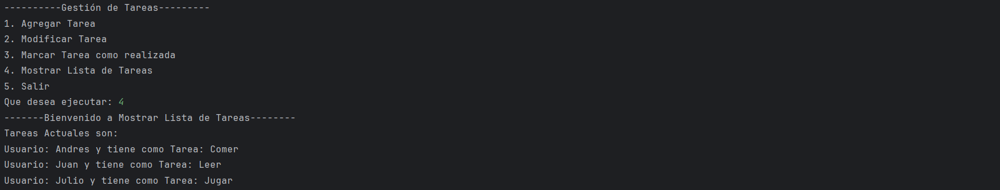 ----------Gestión de Tareas---------
1. Agregar Tarea
2. Modificar Tarea
3. Marcar Tarea como realizada
4. Mostrar Lista de Tareas
5. Salir
Que desea ejecutar: 4
-------Bienvenido a Mostrar Lista de Tareas--------
Tareas Actuales son:
Usuario: Andres y tiene como Tarea: Comer
Usuario: Juan y tiene como Tarea: Leer
Usuario: Julio y tiene como Tarea: Jugar